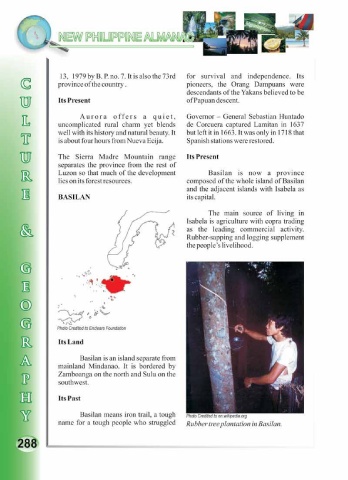 NEW PHILIPPINE ALMANAC
CULTURE & GEOGRAPHY
13, 1979 by B. P. no. 7. It is also the 73rd
province of the country .
Its Present
Aurora offers a quiet,
uncomplicated rural charm yet blends
well with its history and natural beauty. It
is about four hours from Nueva Ecija.
The Sierra Madre Mountain range
separates the province from the rest of
Luzon so that much of the development
lies on its forest resources.
BASILAN
Photo Credited to Enclears Foundation
Its Land
Basilan is an island separate from
mainland Mindanao. It is bordered by
Zamboanga on the north and Sulu on the
southwest.
Its Past
Basilan means iron trail, a tough
name for a tough people who struggled
for survival and independence. Its
pioneers, the Orang Dampuans were
descendants of the Yakans believed to be
of Papuan descent.
Governor - General Sebastian Huntado
de Corcuera captured Lamitan in 1637
but left it in 1663. It was only in 1718 that
Spanish stations were restored.
Its Present
Basilan is now a province
composed of the whole island of Basilan
and the adjacent islands with Isabela as
its capital.
The main source of living in
Isabela is agriculture with copra trading
as the leading commercial activity.
Rubber-sapping and logging supplement
the people's livelihood.
Photo Credited to en.wikipedia.org
Rubber tree plantation in Basilan.
288